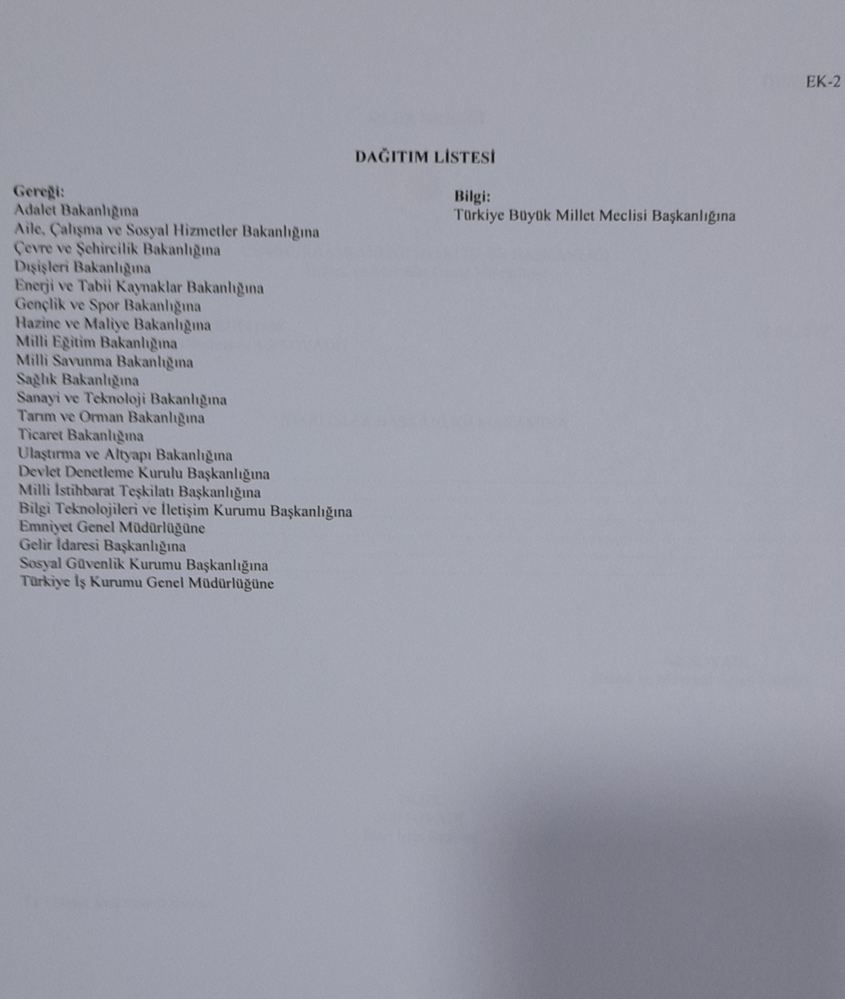 EK-2
DAĞITIM LİSTESİ
Gereği:
Adalet Bakanlığına
Aile, Çalışma ve Sosyal Hizmetler Bakanlığına
Çevre ve Şehircilik Bakanlığına
Dışişleri Bakanlığına
Enerji ve Tabii Kaynaklar Bakanlığına
Gençlik ve Spor Bakanlığına
Hazine ve Maliye Bakanlığına
Milli Eğitim Bakanlığına
Milli Savunma Bakanlığına
Sağlık Bakanlığına
Sanayi ve Teknoloji Bakanlığına
Tarım ve Orman Bakanlığına
Ticaret Bakanlığına
Ulaştırma ve Altyapı Bakanlığına
Devlet Denetleme Kurulu Başkanlığına
Milli İstihbarat Teşkilatı Başkanlığına
Bilgi Teknolojileri ve İletişim Kurumu Başkanlığına
Emniyet Genel Müdürlüğüne
Gelir İdaresi Başkanlığına
Sosyal Güvenlik Kurumu Başkanlığına
Türkiye İş Kurumu Genel Müdürlüğüne
Bilgi:
Türkiye Büyük Millet Meclisi Başkanlığına